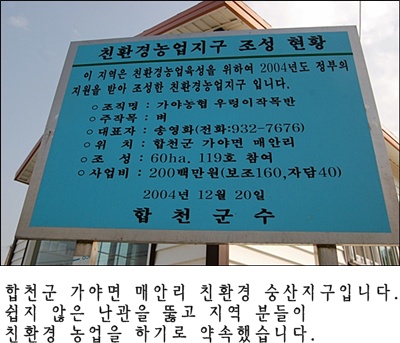 친환경농업지구 조성 현황
이 지역은 친환경농업육성을 위하여 2004년도 정부의
지원을 받아 조성한 친환경농업지구 입니다.
○조직명 : 가야농협 우렁이작목반
○주작목 : 벼
○대표자 : 송영화(전화:932-7676)
○위 치 : 합천군 가야면 매안리
○조 성 : 60ha, 119호 참여
○사업비 : 200백만원(보조160,자담40)
2004년 12월 20일
합천군수
합천군 가야면 매안리 친환경 숭산지구입니다.
쉽지 않은 난관을 뚫고 지역 분들이
친환경 농업을 하기로 약속했습니다.